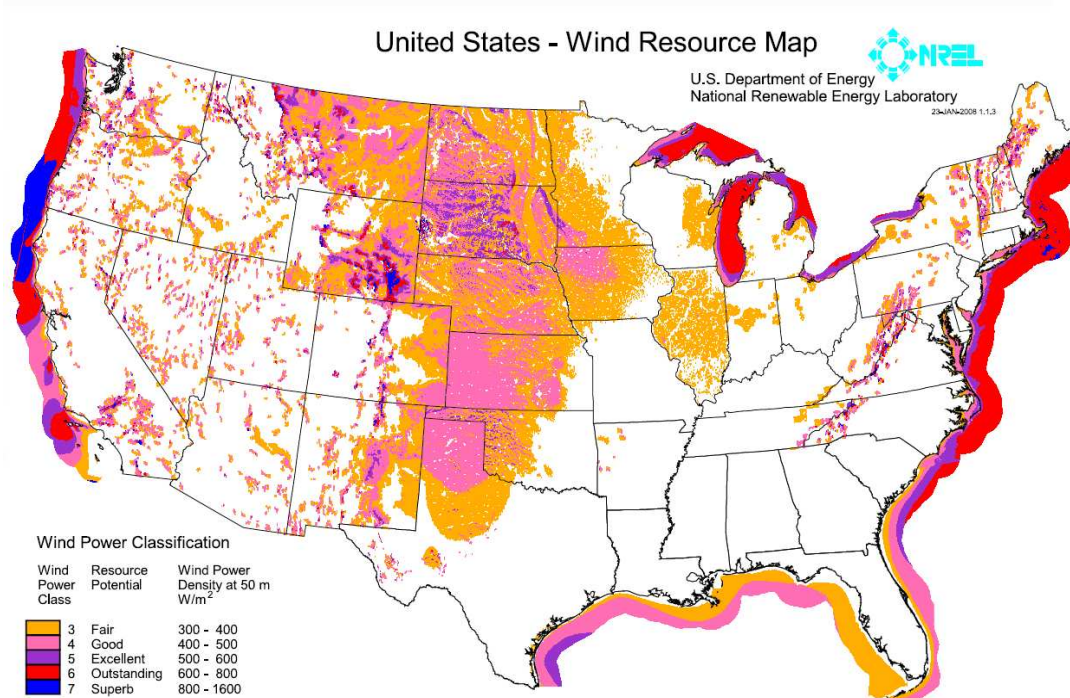 United States - Wind Resource Map
NREL
U.S. Department of Energy
National Renewable Energy Laboratory
23-JAN-2008 1.1.3
Wind Power Classification
Wind Resource Wind Power
Power Potential Density at 50 m
Class W/m²
3 Fair 300 - 400
4 Good 400 - 500
5 Excellent 500 - 600
6 Outstanding 600 - 800
7 Superb 800 - 1600